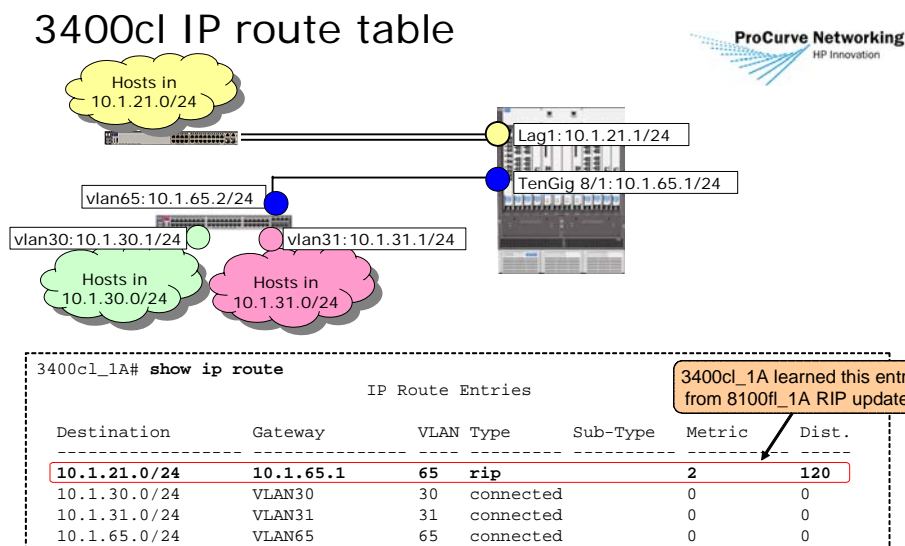 3400cl IP route table
ProCurve Networking
HP Innovation
Hosts in
10.1.21.0/24
Lag1:10.1.21.1/24
TenGig 8/1:10.1.65.1/24
vlan65:10.1.65.2/24
vlan30:10.1.30.1/24
vlan31:10.1.31.1/24
Hosts in
10.1.30.0/24
Hosts in
10.1.31.0/24
3400cl_1A# show ip route
IP Route Entries
3400cl_1A learned this entr
from 8100fl_1A RIP update
Destination Gateway VLAN Type Sub-Type Metric Dist.
------------------ --------------- ---- --------- ---------- ---------- -----
10.1.21.0/24 10.1.65.1 65 rip 2 120
10.1.30.0/24 VLAN30 30 connected 0 0
10.1.31.0/24 VLAN31 31 connected 0 0
10.1.65.0/24 VLAN65 65 connected 0 0